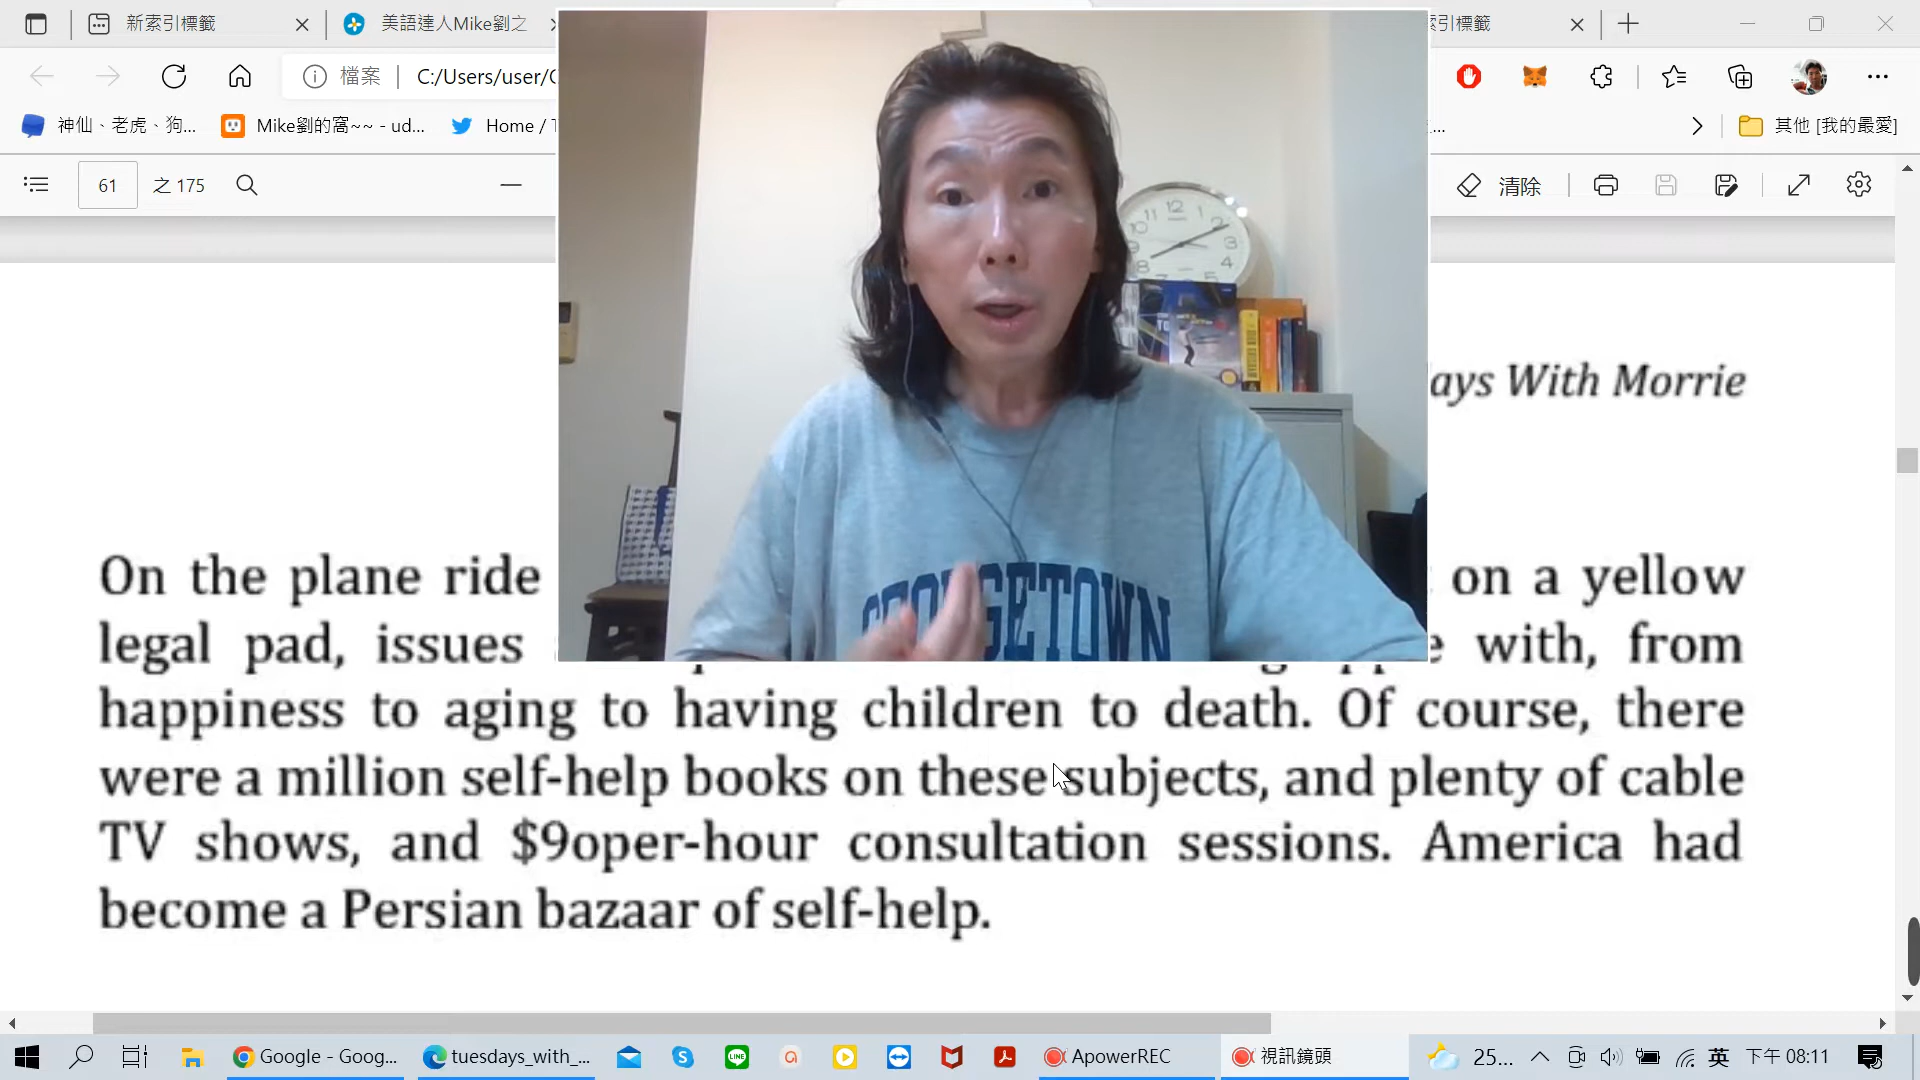 新索引標籤
美語達人Mike劉之
索引標籤
檔案
C:/Users/user/
神仙、老虎、狗...
Mike劉的窩~~ - ud...
Home /
...
其他 [我的最愛]
61
之 175
清除
With Morrie
On the plane ride
on a yellow
legal pad, issues
with, from
happiness to aging to having children to death. Of course, there
were a million self-help books on these subjects, and plenty of cable
TV shows, and $9oper-hour consultation sessions. America had
become a Persian bazaar of self-help.
GEORGETOWN
Google - Goog...
tuesdays_with_...
ApowerREC
視訊鏡頭
25...
英
下午 08:11